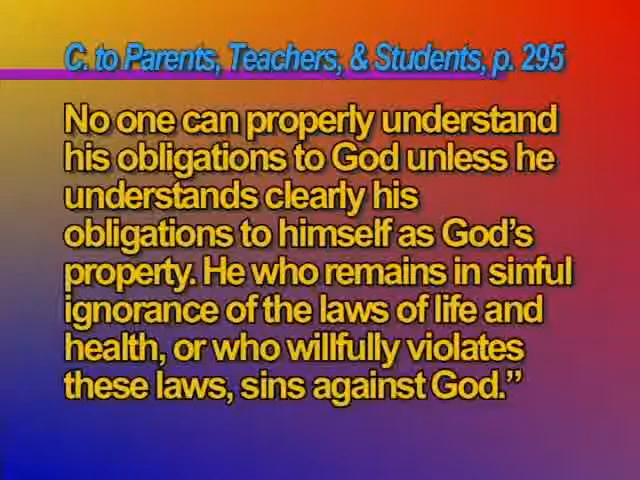 C. to Parents, Teachers, & Students, p. 295
No one can properly understand
his obligations to God unless he
understands clearly his
obligations to himself as God's
property. He who remains in sinful
ignorance of the laws of life and
health, or who willfully violates
these laws, sins against God.”